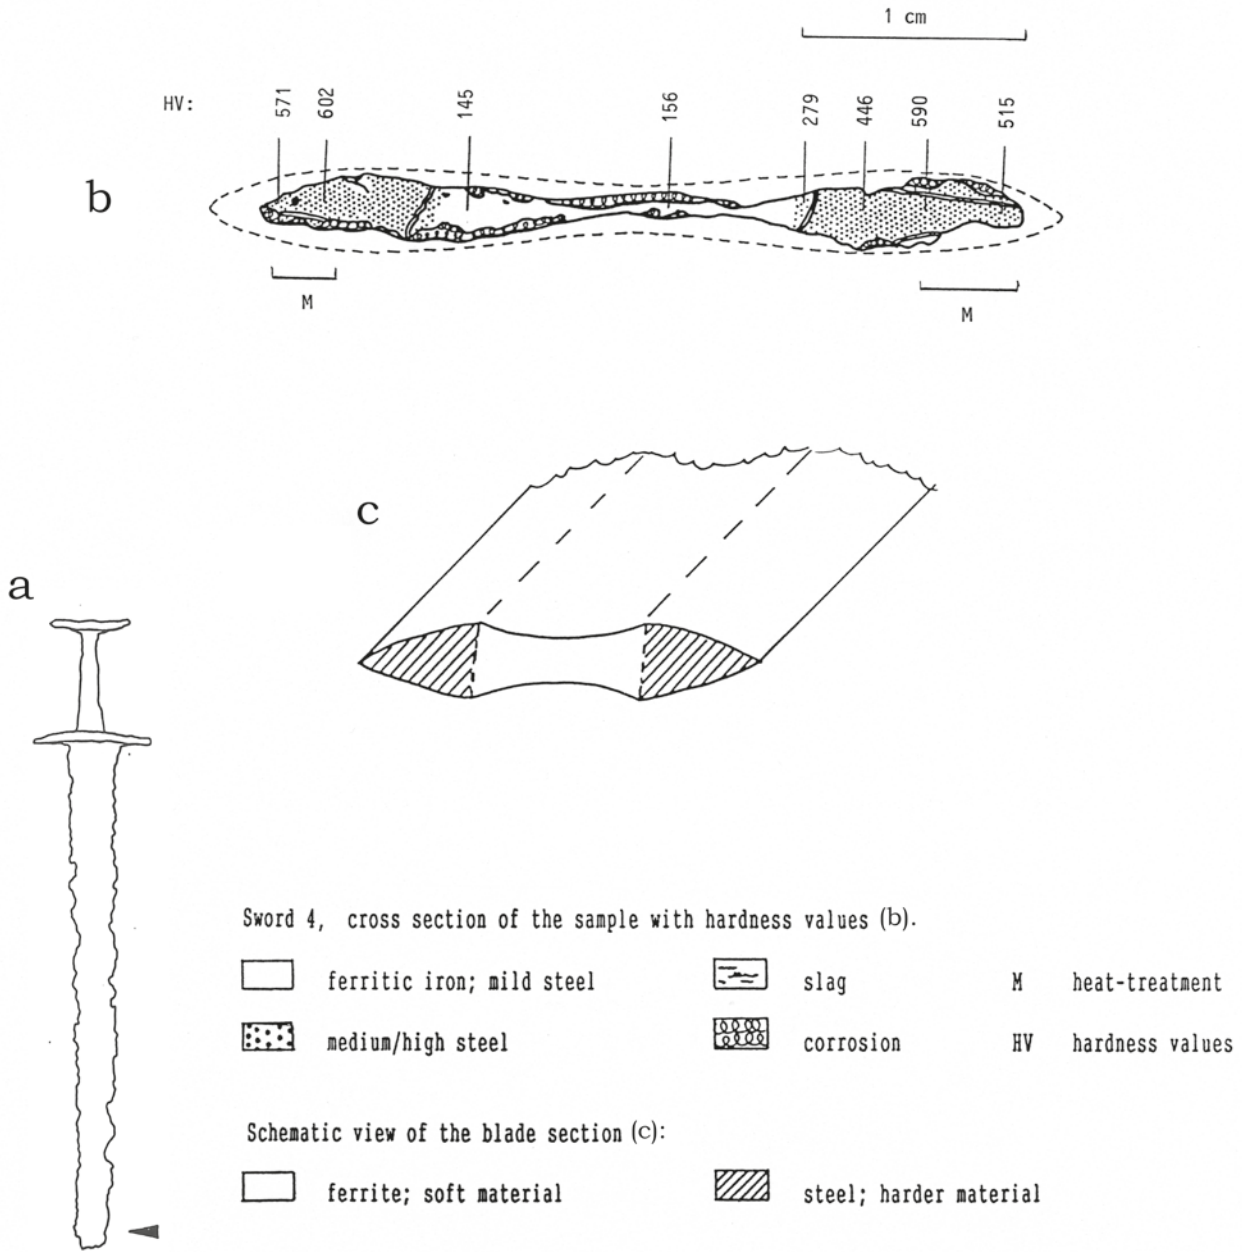 1 cm
HV: 571 602 145 156 279 446 590 515
b
M M
c
a
Sword 4, cross section of the sample with hardness values (b).
ferritic iron; mild steel slag M heat-treatment
medium/high steel corrosion HV hardness values
Schematic view of the blade section (c):
ferrite; soft material steel; harder material